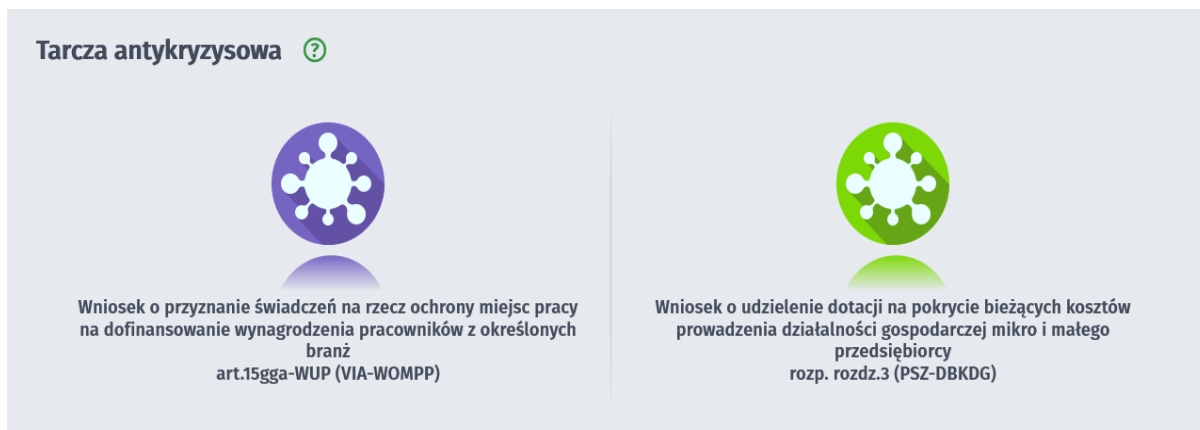 Tarcza antykryzysowa ?
Wniosek o przyznanie świadczeń na rzecz ochrony miejsc pracy
na dofinansowanie wynagrodzenia pracowników z określonych
branż
art.15gga-WUP (VIA-WOMPP)
Wniosek o udzielenie dotacji na pokrycie bieżących kosztów
prowadzenia działalności gospodarczej mikro i małego
przedsiębiorcy
rozp. rozdz.3 (PSZ-DBKDG)